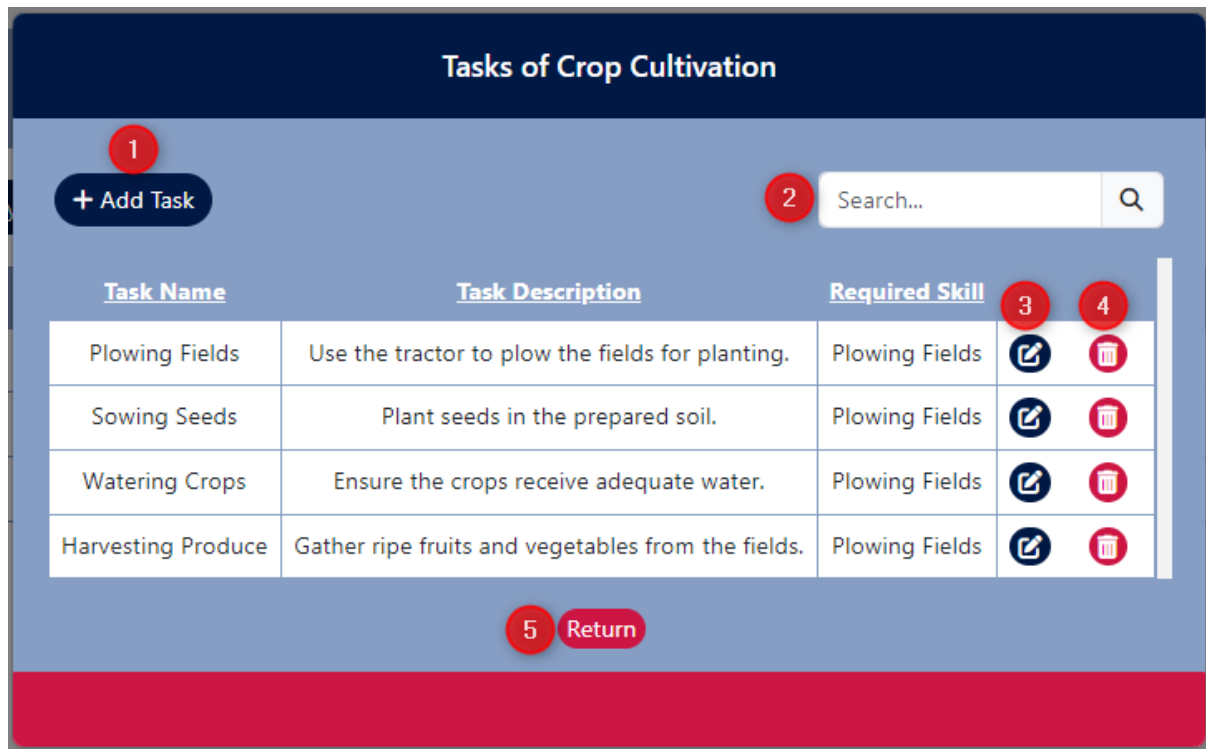 Tasks of Crop Cultivation
1
+ Add Task
2 Search...
Task Name Task Description Required Skill 3 4
Plowing Fields Use the tractor to plow the fields for planting. Plowing Fields
Sowing Seeds Plant seeds in the prepared soil. Plowing Fields
Watering Crops Ensure the crops receive adequate water. Plowing Fields
Harvesting Produce Gather ripe fruits and vegetables from the fields. Plowing Fields
5 Return